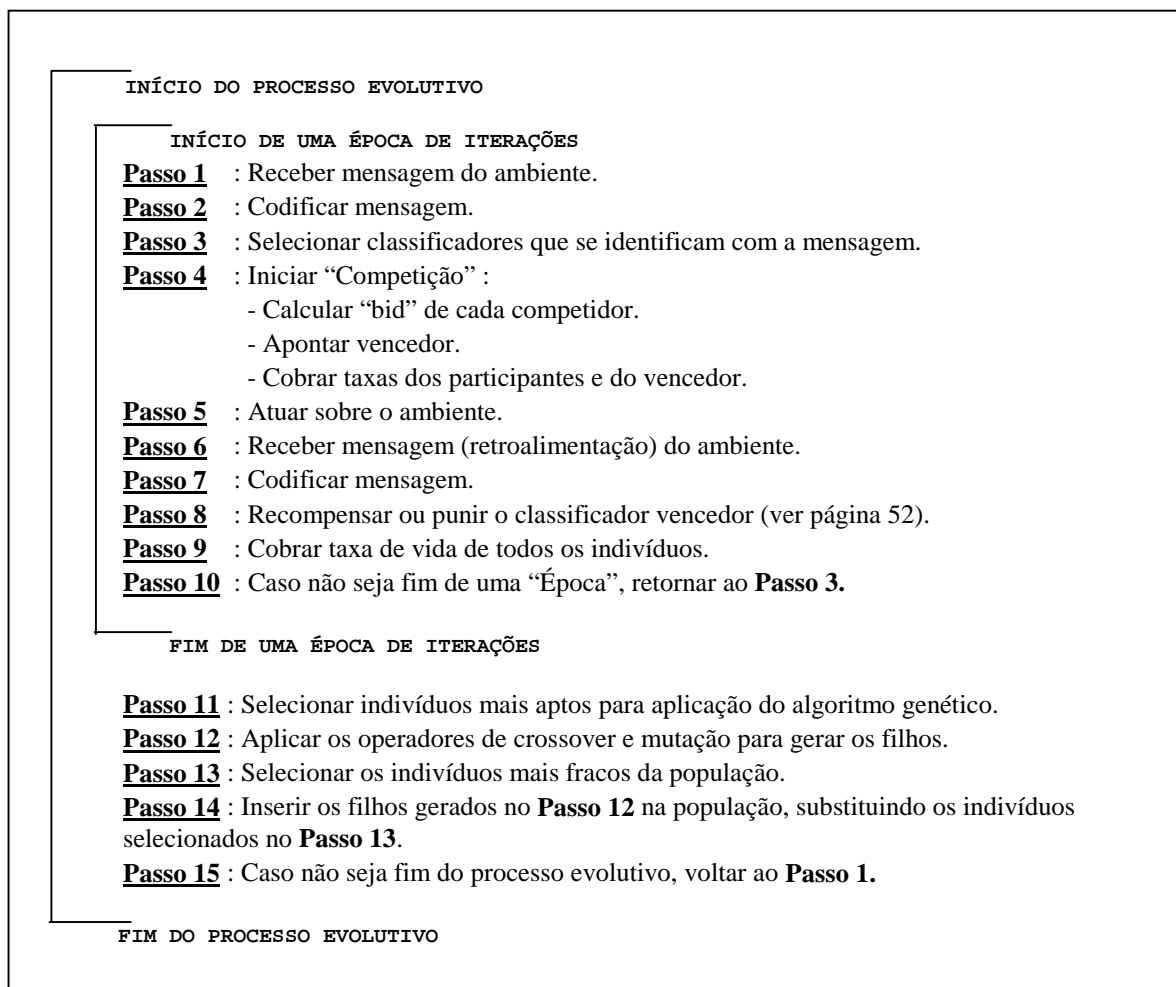 INÍCIO DO PROCESSO EVOLUTIVO
INÍCIO DE UMA ÉPOCA DE ITERAÇÕES
Passo 1 : Receber mensagem do ambiente.
Passo 2 : Codificar mensagem.
Passo 3 : Selecionar classificadores que se identificam com a mensagem.
Passo 4 : Iniciar “Competição” :
- Calcular “bid” de cada competidor.
- Apontar vencedor.
- Cobrar taxas dos participantes e do vencedor.
Passo 5 : Atuar sobre o ambiente.
Passo 6 : Receber mensagem (retroalimentação) do ambiente.
Passo 7 : Codificar mensagem.
Passo 8 : Recompensar ou punir o classificador vencedor (ver página 52).
Passo 9 : Cobrar taxa de vida de todos os indivíduos.
Passo 10 : Caso não seja fim de uma “Época”, retornar ao Passo 3.
FIM DE UMA ÉPOCA DE ITERAÇÕES
Passo 11 : Selecionar indivíduos mais aptos para aplicação do algoritmo genético.
Passo 12 : Aplicar os operadores de crossover e mutação para gerar os filhos.
Passo 13 : Selecionar os indivíduos mais fracos da população.
Passo 14 : Inserir os filhos gerados no Passo 12 na população, substituindo os indivíduos
selecionados no Passo 13.
Passo 15 : Caso não seja fim do processo evolutivo, voltar ao Passo 1.
FIM DO PROCESSO EVOLUTIVO